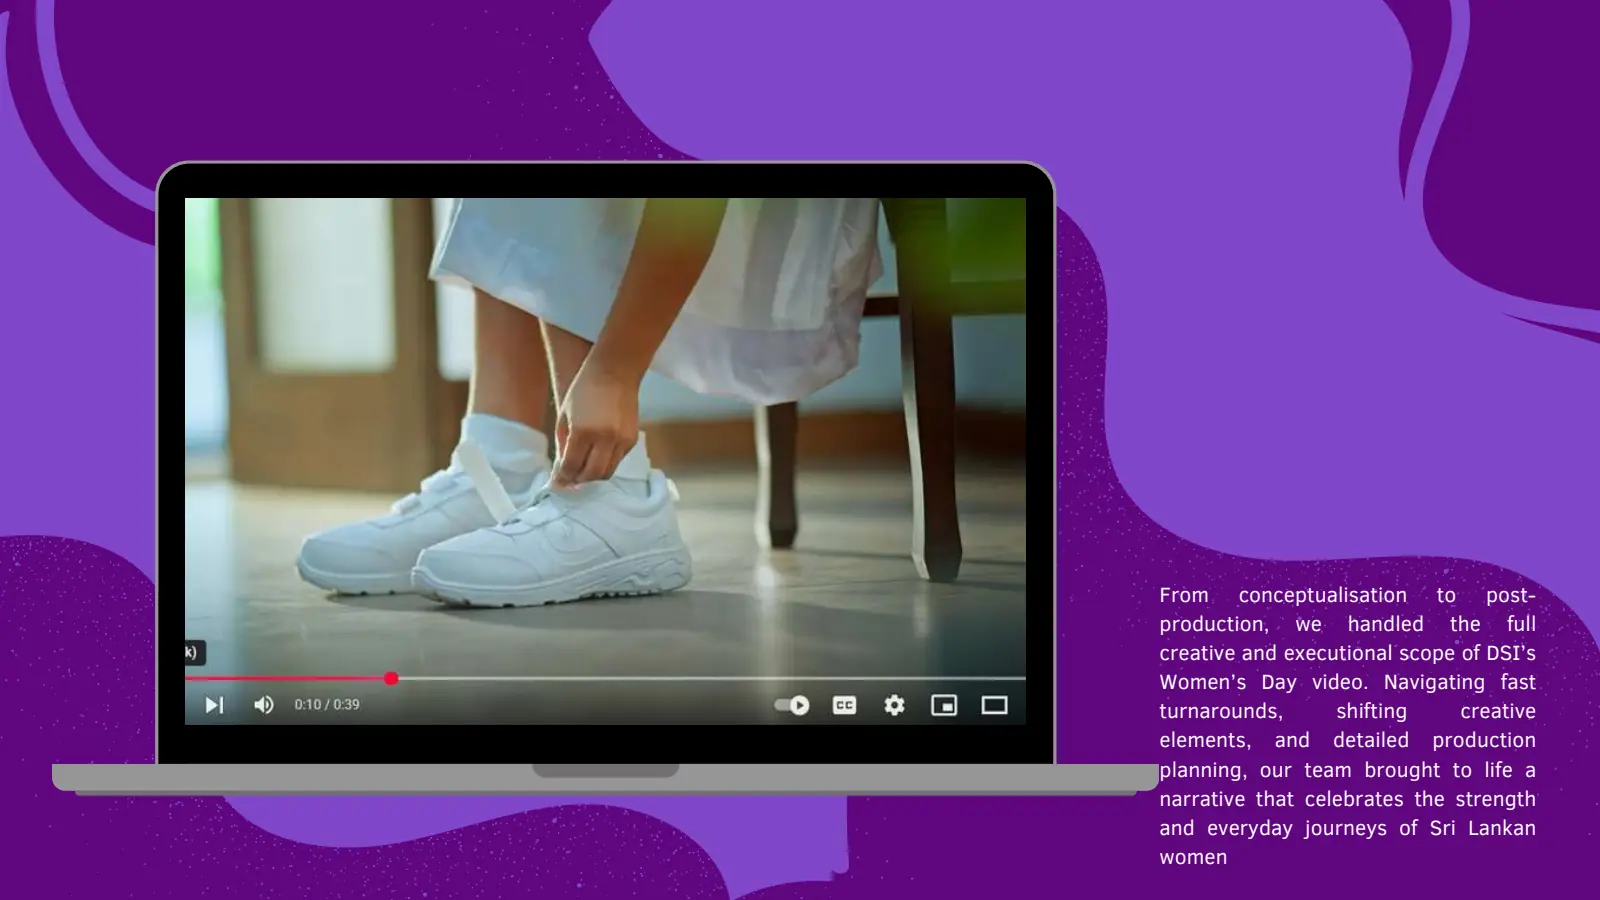 k)
0:10 / 0:39
CC
From conceptualisation to post-
production, we handled the full
creative and executional scope of DSI’s
Women’s Day video. Navigating fast
turnarounds, shifting creative
elements, and detailed production
planning, our team brought to life a
narrative that celebrates the strength
and everyday journeys of Sri Lankan
women